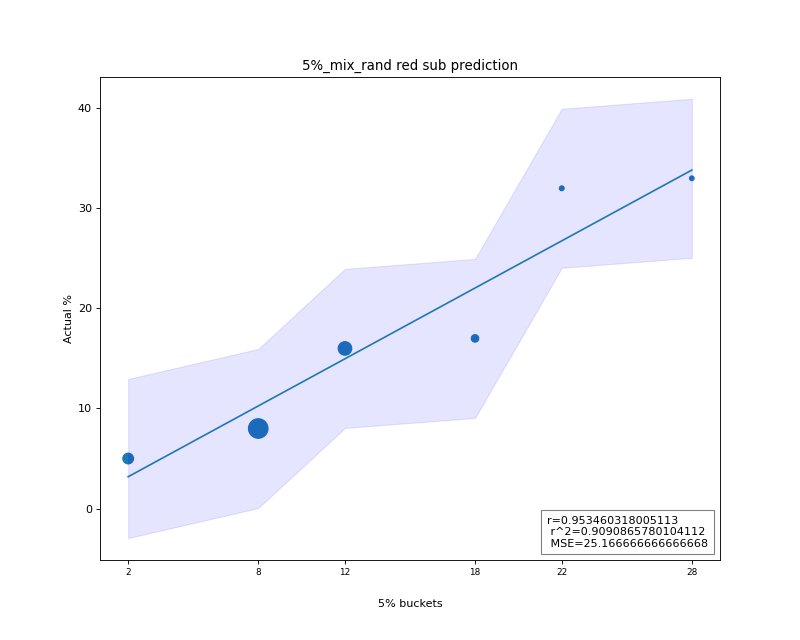 5%_mix_rand red sub prediction
40
30
20
10
0
Actual %
2 8 12 18 22 28
5% buckets
r=0.953460318005113
r^2=0.9090865780104112
MSE=25.166666666666668